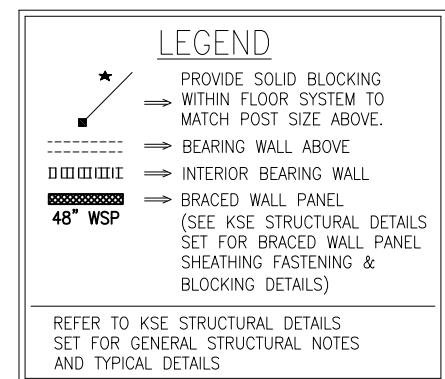 LEGEND
PROVIDE SOLID BLOCKING
WITHIN FLOOR SYSTEM TO
MATCH POST SIZE ABOVE.
BEARING WALL ABOVE
INTERIOR BEARING WALL
BRACED WALL PANEL
48" WSP
(SEE KSE STRUCTURAL DETAILS
SET FOR BRACED WALL PANEL
SHEATHING FASTENING &
BLOCKING DETAILS)
REFER TO KSE STRUCTURAL DETAILS
SET FOR GENERAL STRUCTURAL NOTES
AND TYPICAL DETAILS